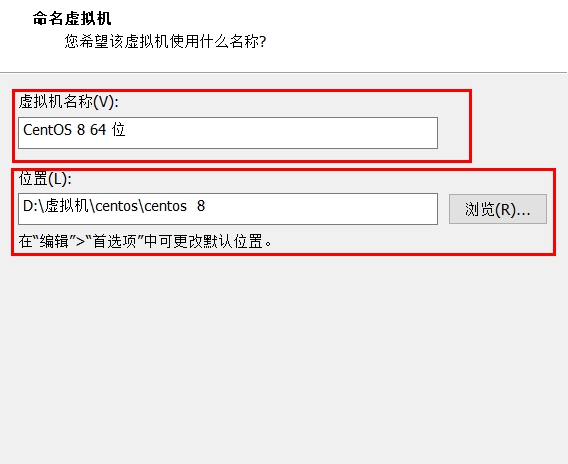 命名虚拟机
您希望该虚拟机使用什么名称?
虚拟机名称(V):
CentOS 8 64 位
位置(L):
D:\虚拟机\centos\centos  8
浏览(R)...
在“编辑”>“首选项”中可更改默认位置。